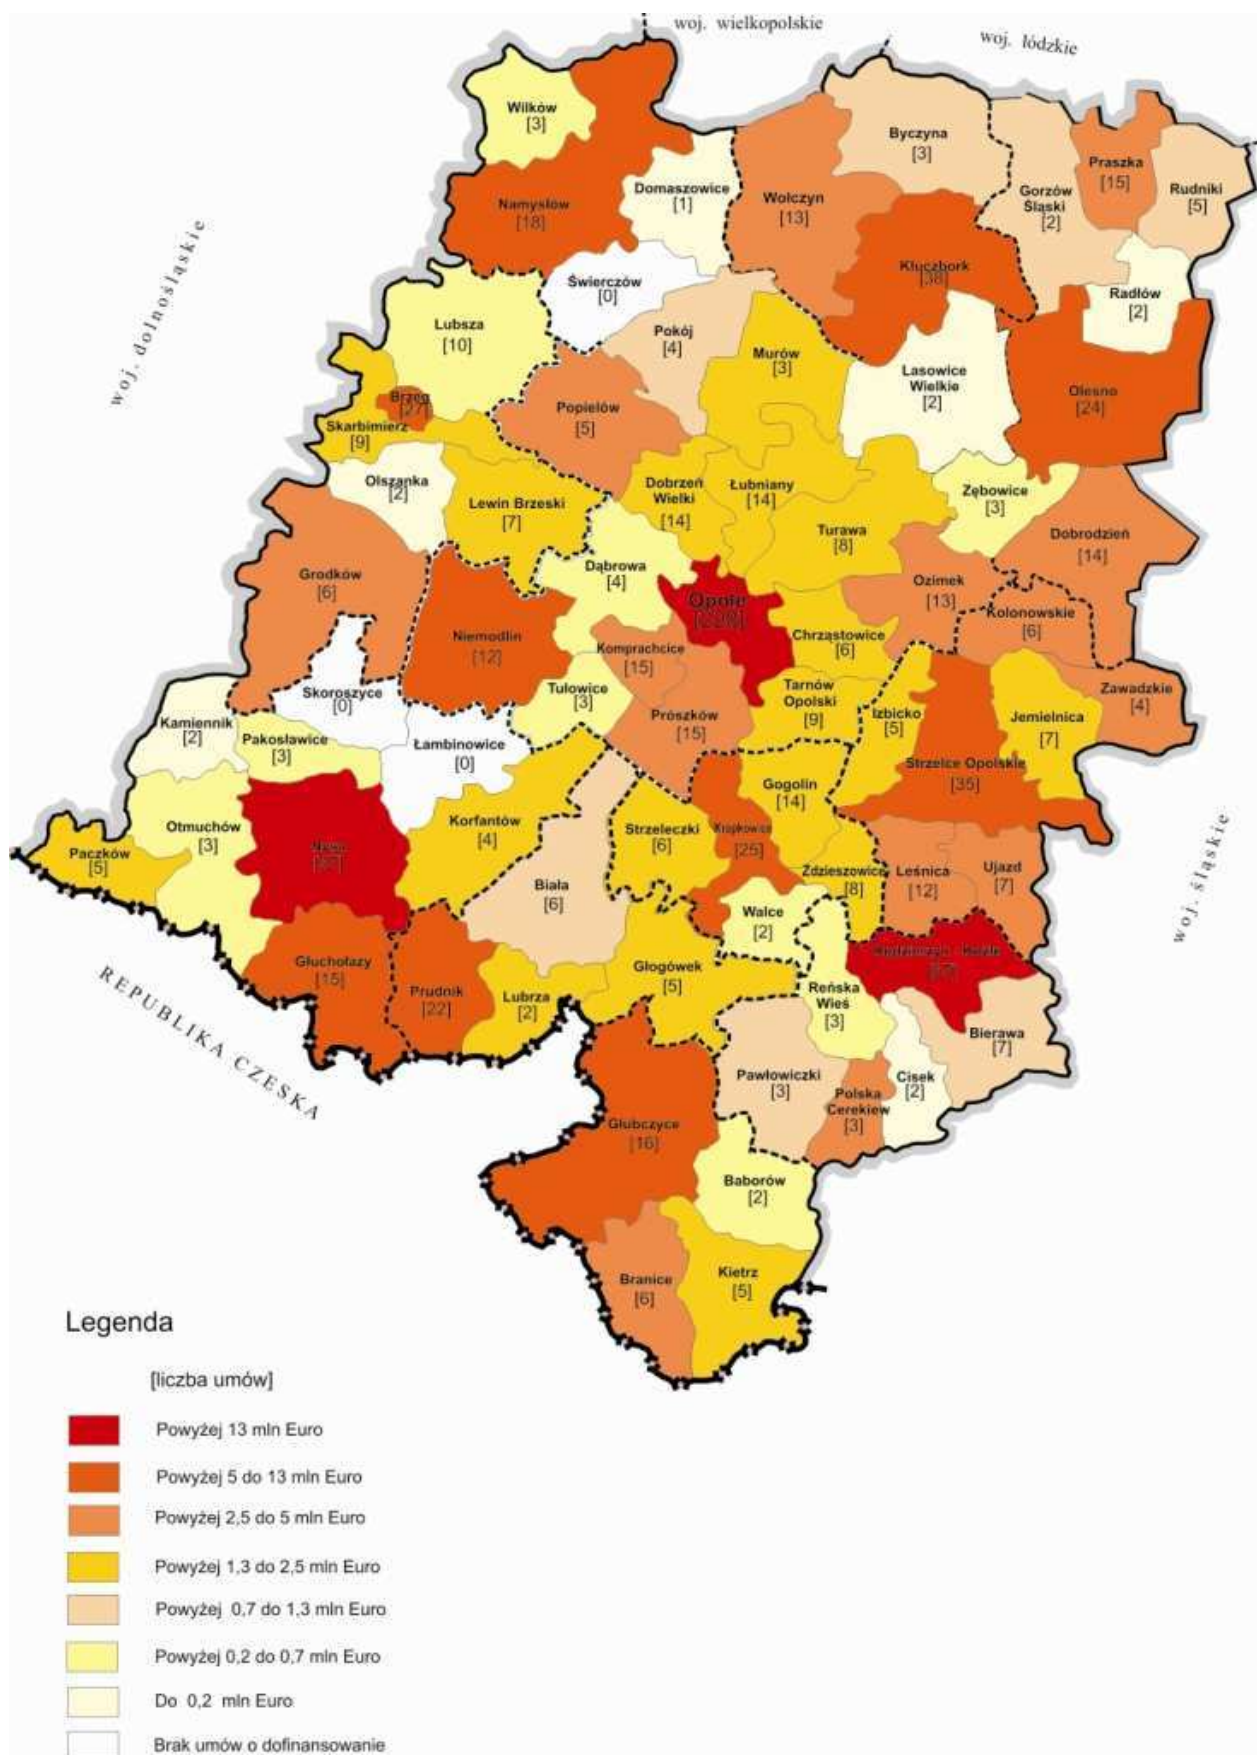 woj. wielkopolskie
woj. łódzkie
woj. dolnośląskie
Wilków
[3]
Byczyna
[3]
Praszka
[15]
Rudniki
[5]
Gorzów
Śląski
[2]
Domaszowice
[1]
Wołczyn
[13]
Namysłów
[18]
Kluczbork
[38]
Świerczów
[0]
Radłów
[2]
Lubsza
[10]
Pokój
[4]
Murów
[3]
Lasowice
Wielkie
[2]
Olesno
[24]
Brzeg
[27]
Popielów
[5]
Skarbimierz
[9]
Olszanka
[2]
Lewin Brzeski
[7]
Dobrzeń
Wielki
[14]
Łubniany
[14]
Zębowice
[3]
Turawa
[8]
Dobrodzień
[14]
Grodków
[6]
Dąbrowa
[4]
Ozimek
[13]
Opole
Kolonowskie
[6]
Niemodlin
[12]
Komprachcice
[15]
Chrząstowice
[6]
Skoroszyce
[0]
Tułowice
[3]
Tarnów
Opolski
[9]
Zawadzkie
[4]
Kamiennik
[2]
Prószków
[15]
Izbicko
[5]
Jemielnica
[7]
Pakosławice
[3]
Łambinowice
[0]
Strzelce Opolskie
[35]
Gogolin
[14]
Otmuchów
[3]
Korfantów
[4]
Strzeleczki
[6]
Krapkowice
[25]
Nysa
Paczków
[5]
Zdzieszowice
[8]
Leśnica
[12]
Ujazd
[7]
woj. śląskie
Biała
[6]
Walce
[2]
Kędzierzyn - Koźle
Głuchołazy
[15]
Głogówek
[5]
Prudnik
[22]
Lubrza
[2]
Reńska
Wieś
[3]
REPUBLIKA CZESKA
Bierawa
[7]
Pawłowiczki
[3]
Cisek
[2]
Polska
Cerekiew
[3]
Głubczyce
[16]
Baborów
[2]
Branice
[6]
Kietrz
[5]
Legenda
[liczba umów]
Powyżej 13 mln Euro
Powyżej 5 do 13 mln Euro
Powyżej 2,5 do 5 mln Euro
Powyżej 1,3 do 2,5 mln Euro
Powyżej 0,7 do 1,3 mln Euro
Powyżej 0,2 do 0,7 mln Euro
Do 0,2 mln Euro
Brak umów o dofinansowanie